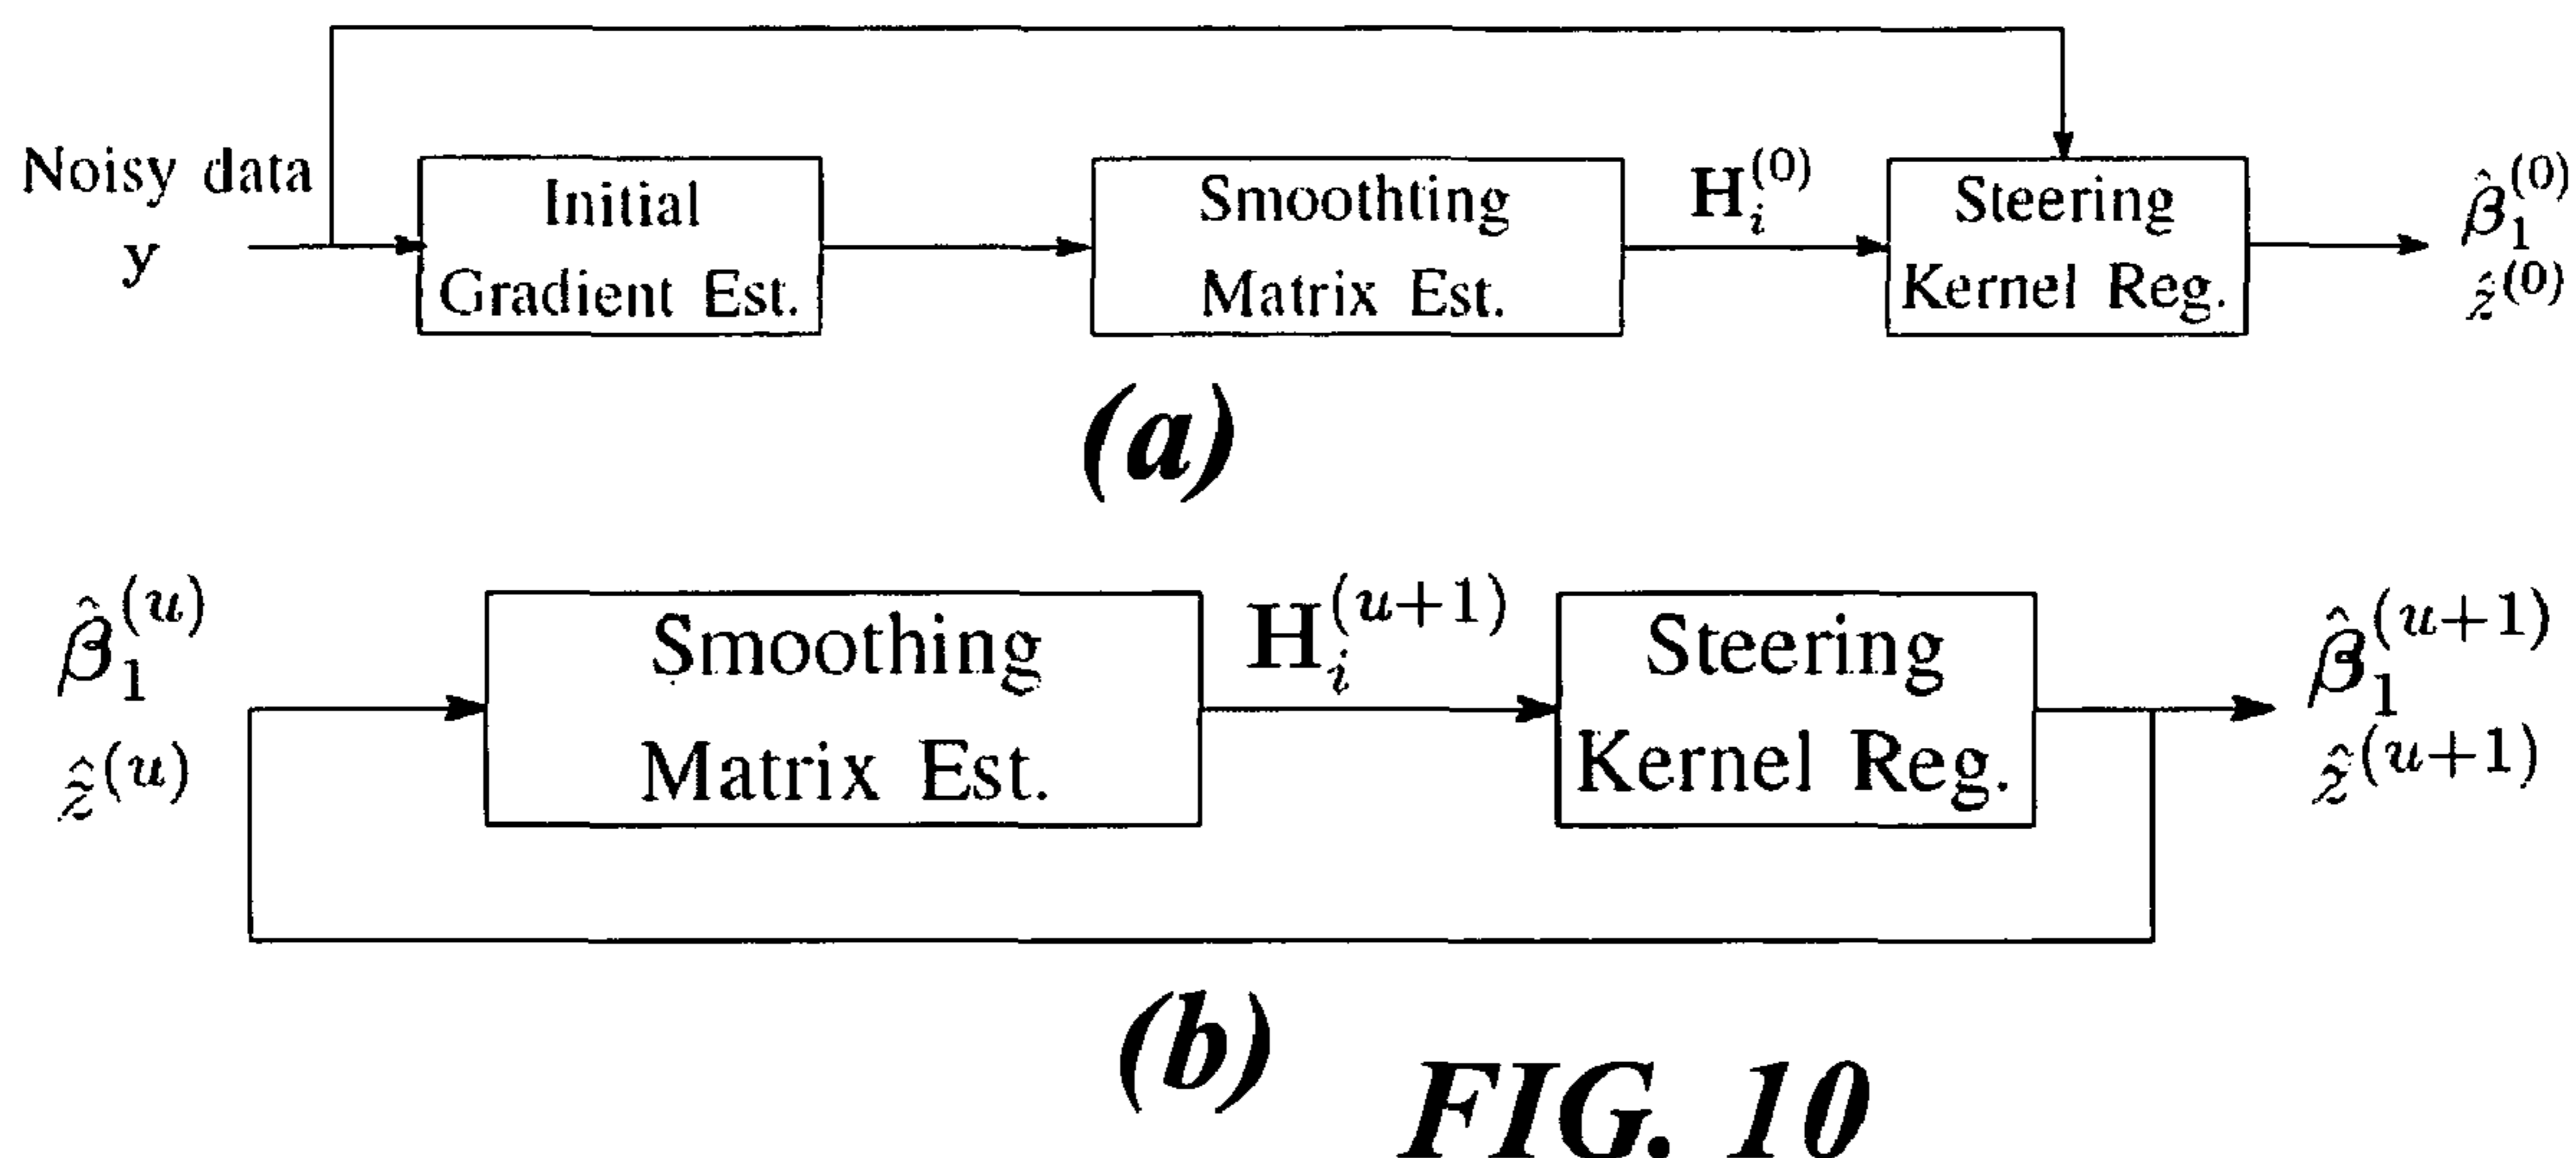 Noisy data
y
Initial
Gradient Est.
Smoothting
Matrix Est.
H_i^(0)
Steering
Kernel Reg.
β̂_1^(0)
ẑ^(0)
(a)
β̂_1^(u)
ẑ^(u)
Smoothing
Matrix Est.
H_i^(u+1)
Steering
Kernel Reg.
β̂_1^(u+1)
ẑ^(u+1)
(b)
FIG. 10